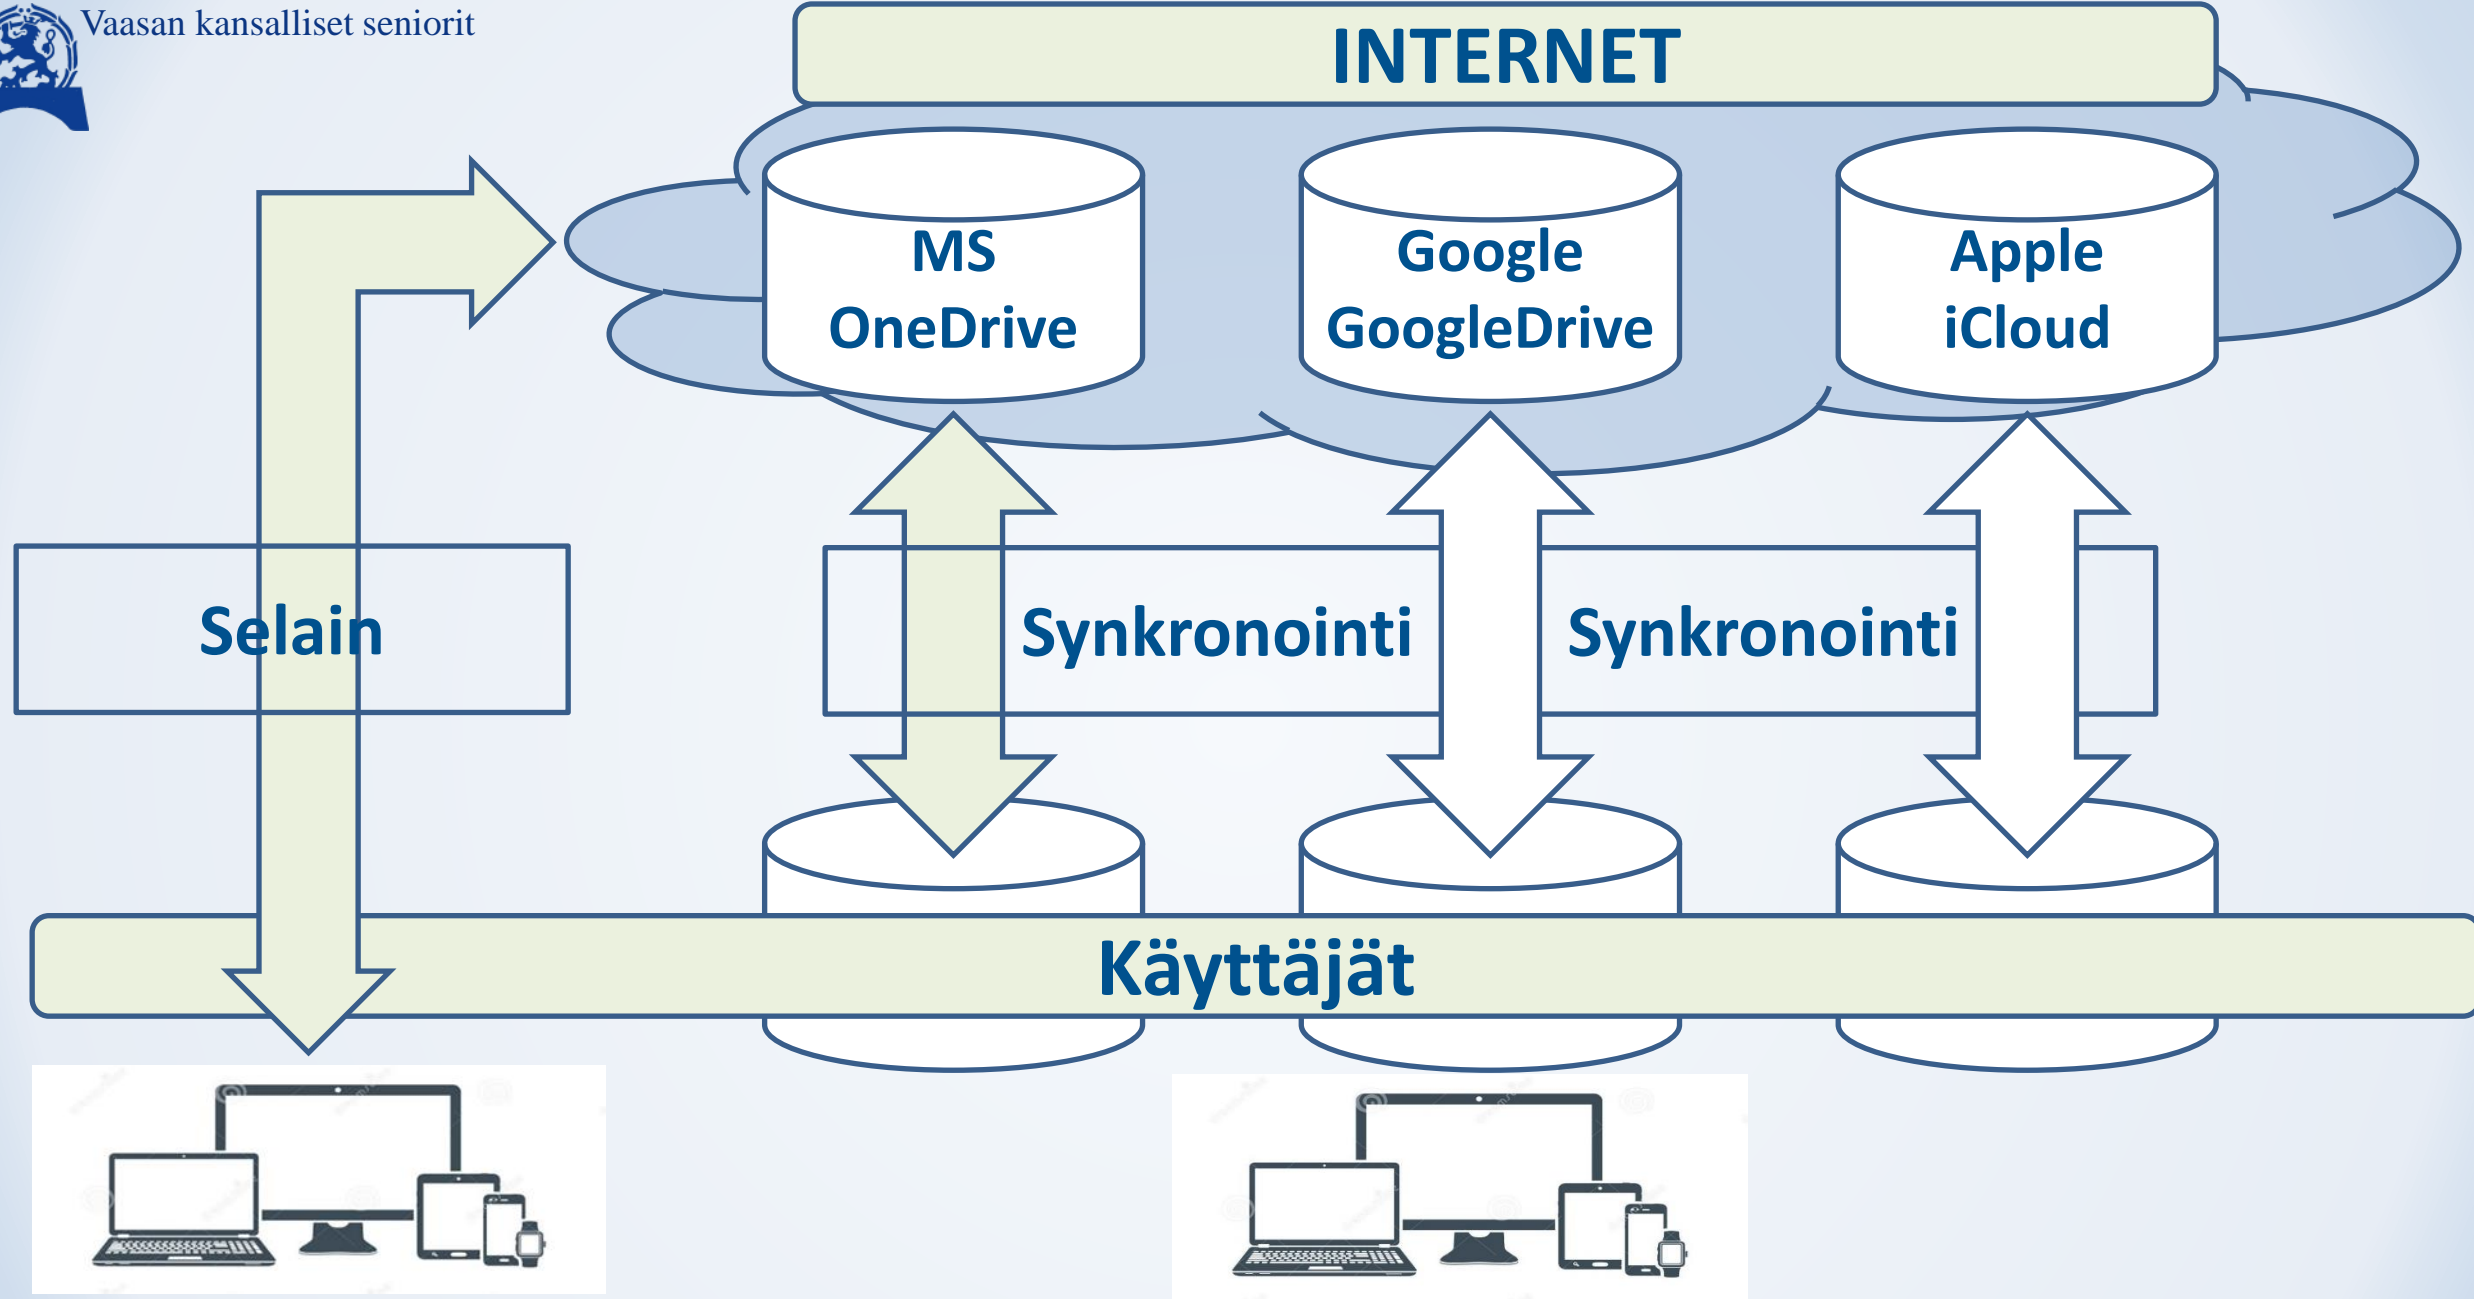 Vaasan kansalliset seniorit
INTERNET
MS
OneDrive
Google
GoogleDrive
Apple
iCloud
Selain
Synkronointi
Synkronointi
Käyttäjät